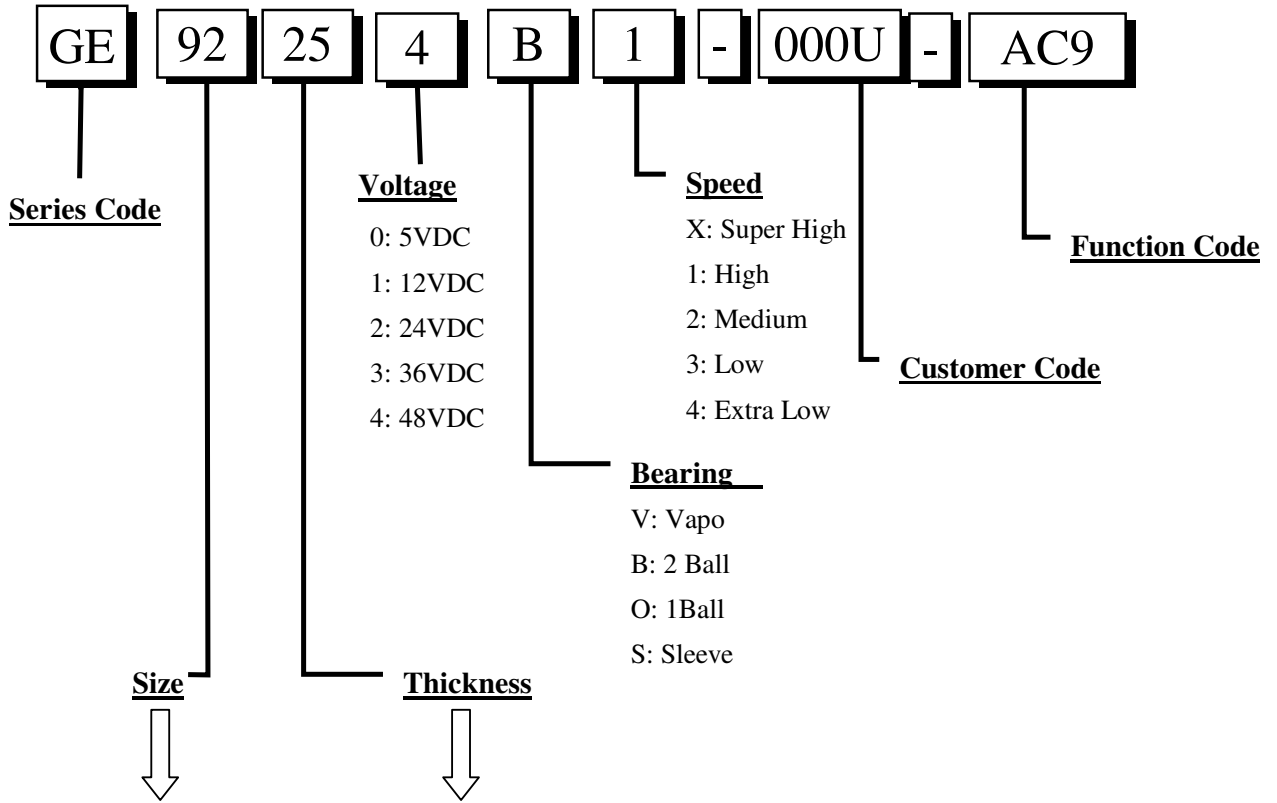 GE 92 25 4 B 1 - 000U - AC9
Series Code
Voltage
0: 5VDC
1: 12VDC
2: 24VDC
3: 36VDC
4: 48VDC
Speed
X: Super High
1: High
2: Medium
3: Low
4: Extra Low
Function Code
Customer Code
Bearing
V: Vapo
B: 2 Ball
O: 1Ball
S: Sleeve
Size
Thickness